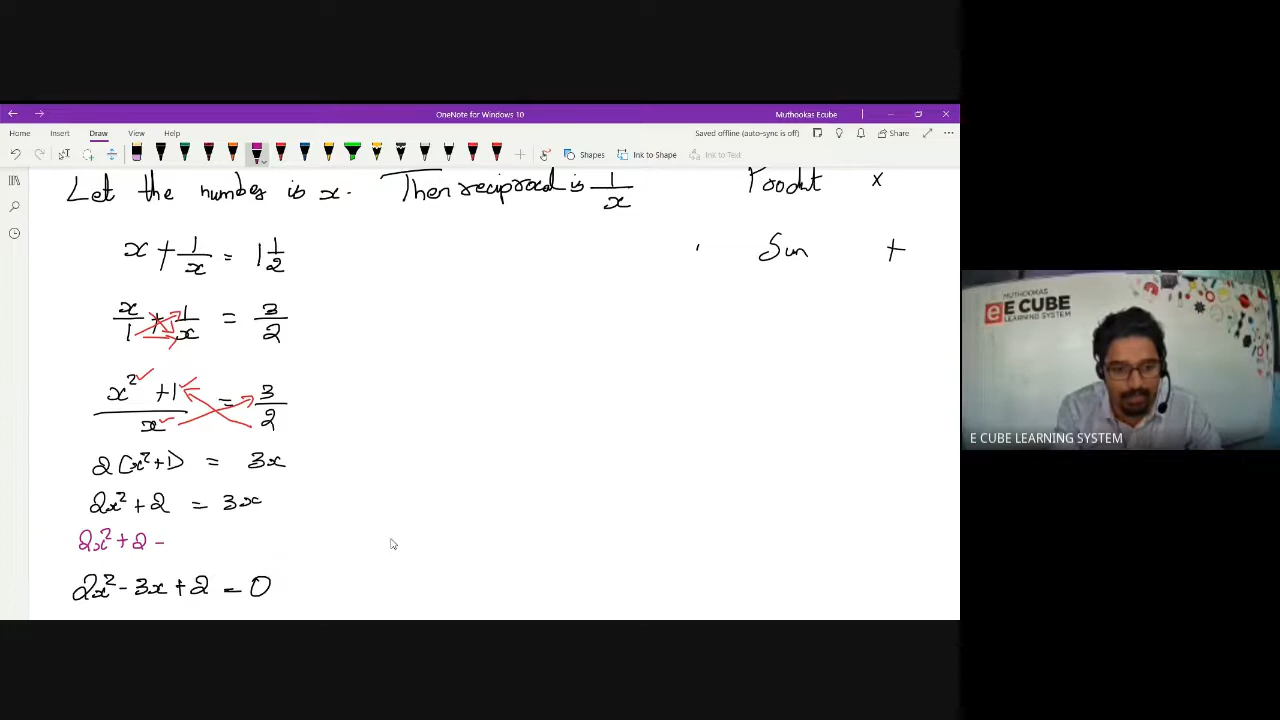 OneNote for Windows 10
Muthookas Ecube
Home Insert Draw View Help
Saved offline (auto-sync is off) Share
Shapes Ink to Shape Ink to Text
Let the number is x. Then reciprocal is 1/x
Product x
x + 1/x = 1 1/2
Sum +
x/1 + 1/x = 3/2
x² + 1 / x = 3/2
2(x²+1) = 3x
2x² + 2 = 3x
2x² + 2 -
2x² - 3x + 2 = 0
MUTHOOKAS
e E CUBE
LEARNING SYSTEM
E CUBE LEARNING SYSTEM